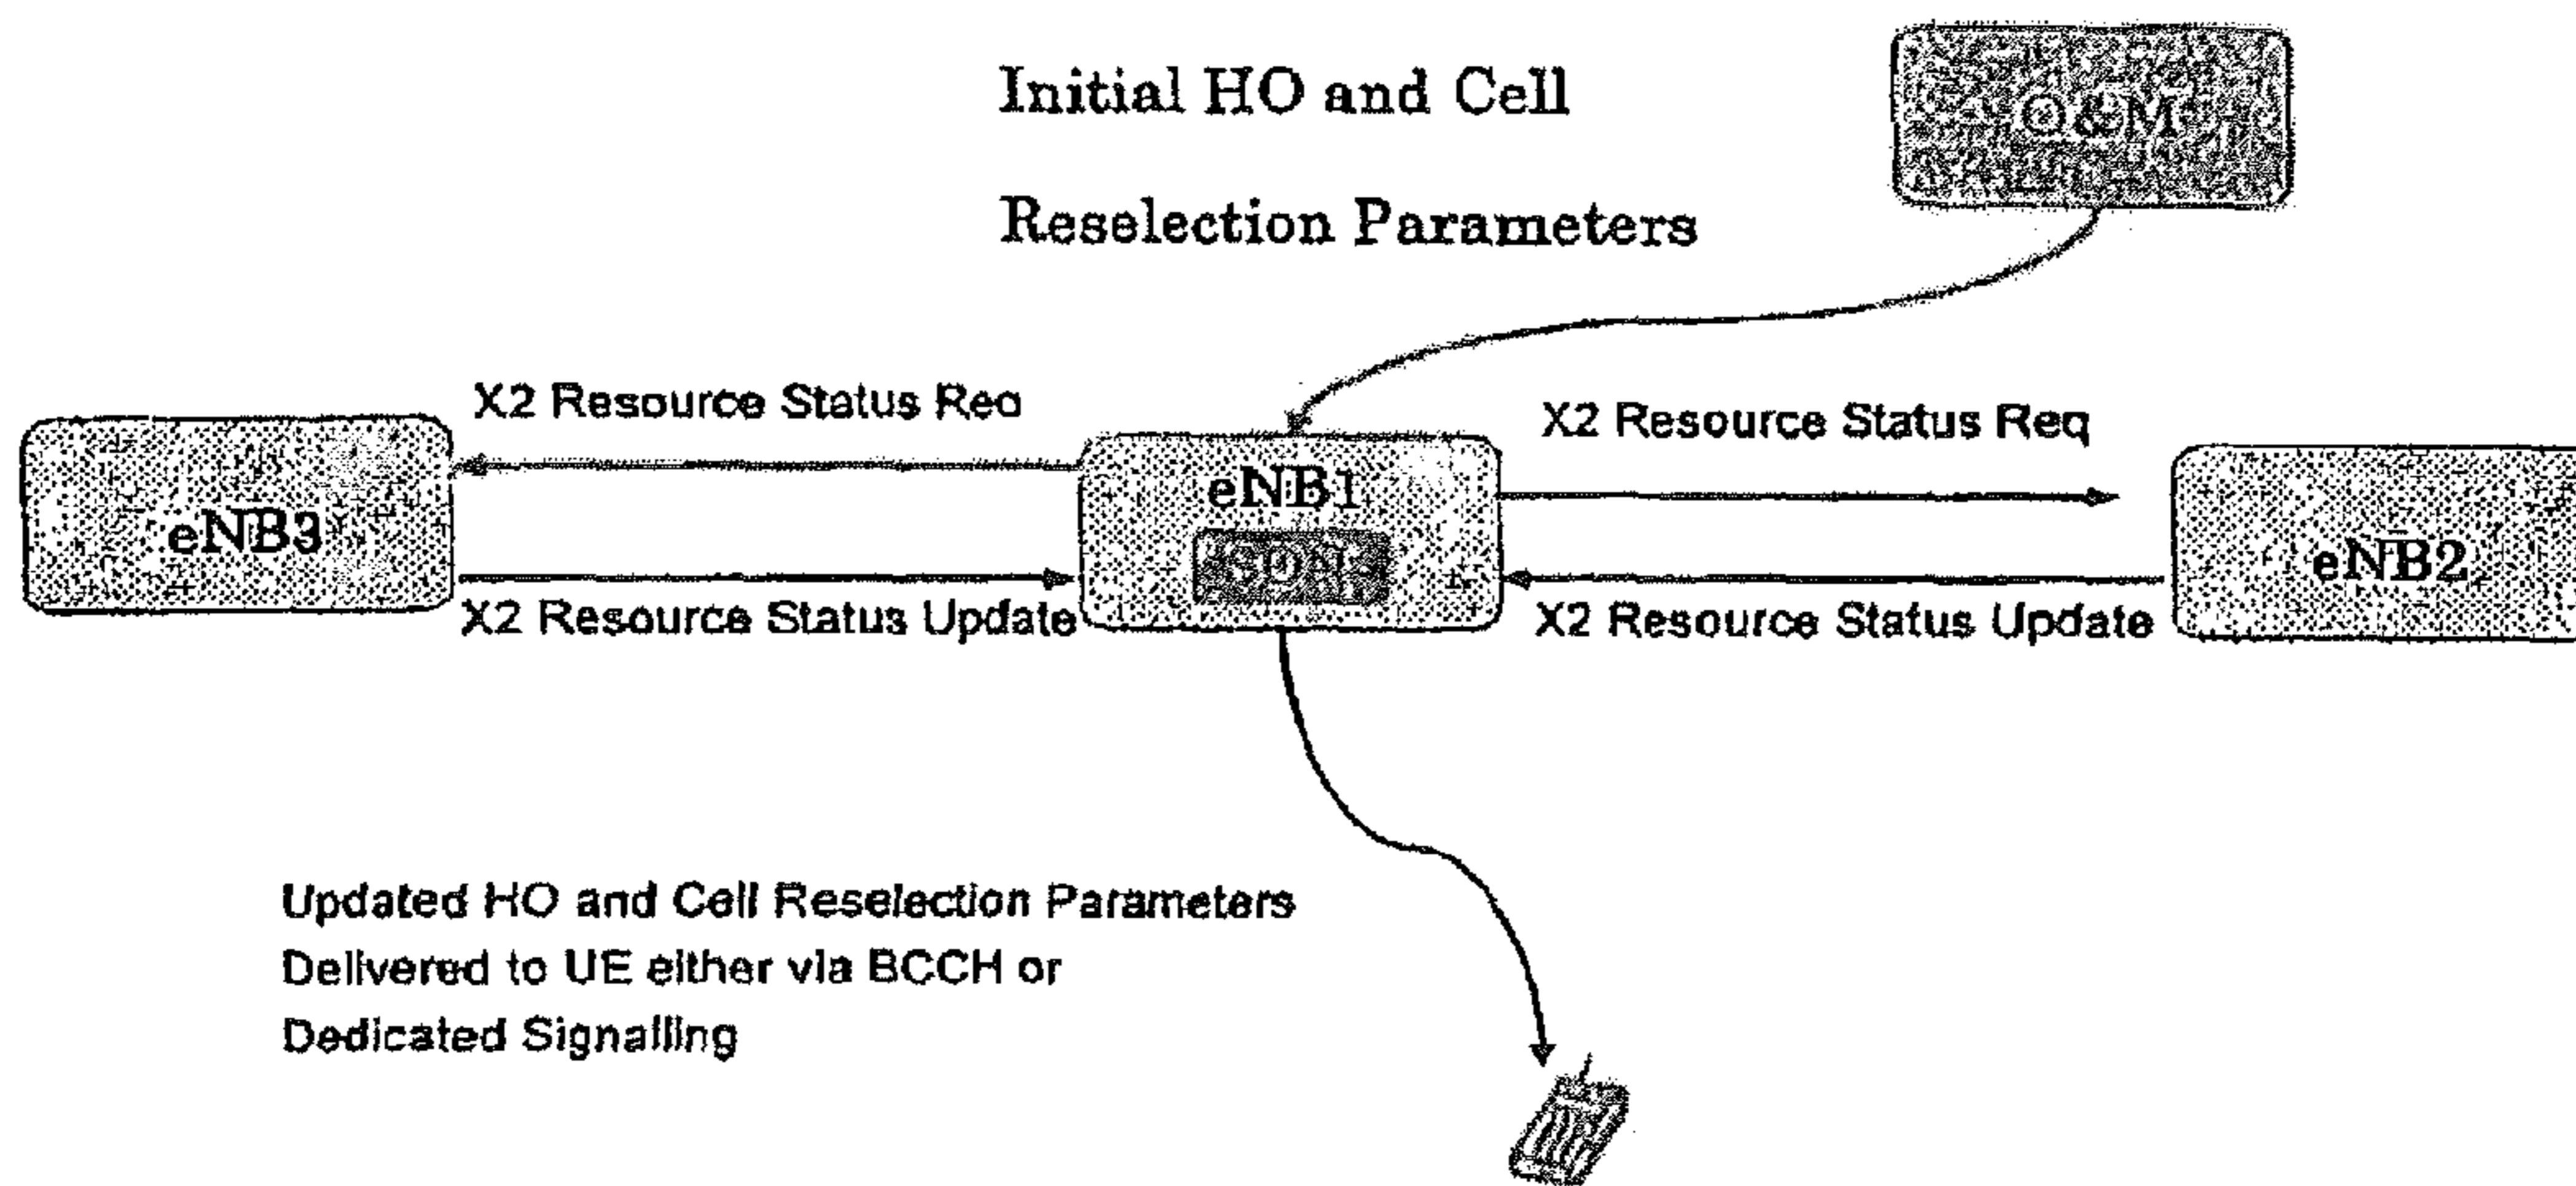 Initial HO and Cell
Reselection Parameters
O&M
X2 Resource Status Req
X2 Resource Status Req
eNB1
SON
eNB3
eNB2
X2 Resource Status Update
X2 Resource Status Update
Updated HO and Cell Reselection Parameters
Delivered to UE either via BCCH or
Dedicated Signalling